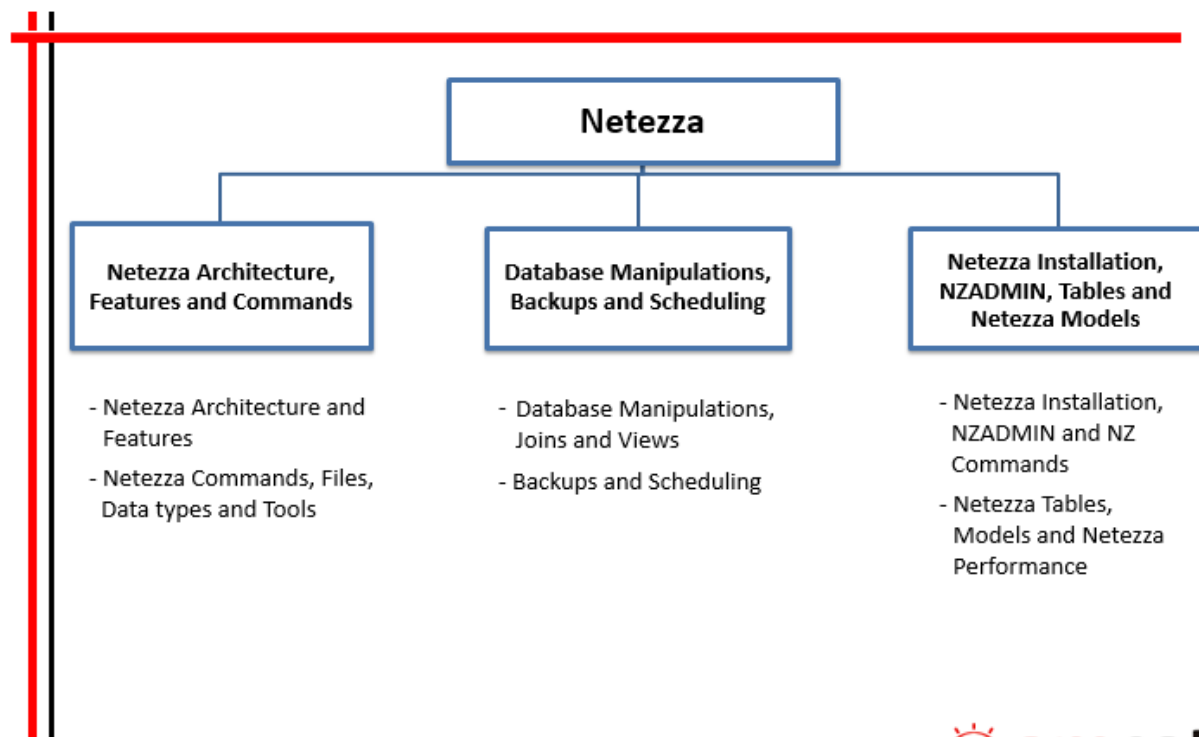 Netezza
Netezza Architecture,
Features and Commands
- Netezza Architecture and
Features
- Netezza Commands, Files,
Data types and Tools
Database Manipulations,
Backups and Scheduling
- Database Manipulations,
Joins and Views
- Backups and Scheduling
Netezza Installation,
NZADMIN, Tables and
Netezza Models
- Netezza Installation,
NZADMIN and NZ
Commands
- Netezza Tables,
Models and Netezza
Performance